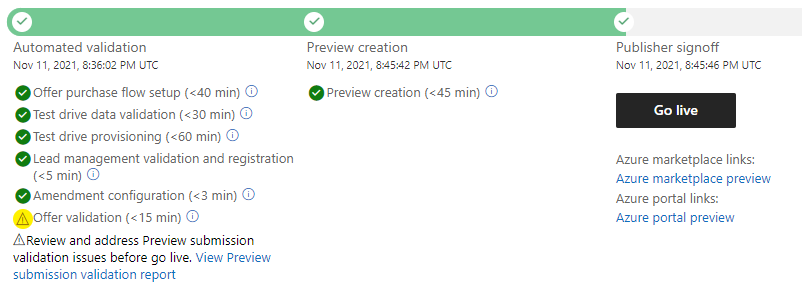 Automated validation
Nov 11, 2021, 8:36:02 PM UTC
Offer purchase flow setup (<40 min)
Test drive data validation (<30 min)
Test drive provisioning (<60 min)
Lead management validation and registration
(<5 min)
Amendment configuration (<3 min)
Offer validation (<15 min)
Review and address Preview submission
validation issues before go live. View Preview
submission validation report
Preview creation
Nov 11, 2021, 8:45:42 PM UTC
Preview creation (<45 min)
Publisher signoff
Nov 11, 2021, 8:45:46 PM UTC
Go live
Azure marketplace links:
Azure marketplace preview
Azure portal links:
Azure portal preview